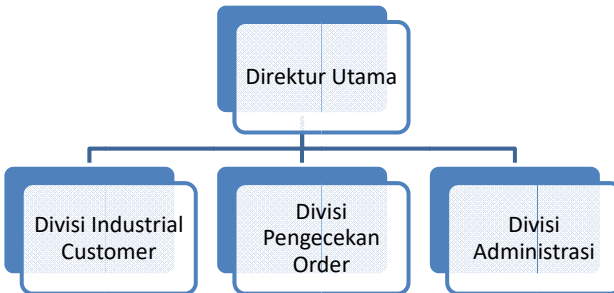 Direktur Utama
Divisi Industrial
Customer
Divisi
Pengecekan
Order
Divisi
Administrasi